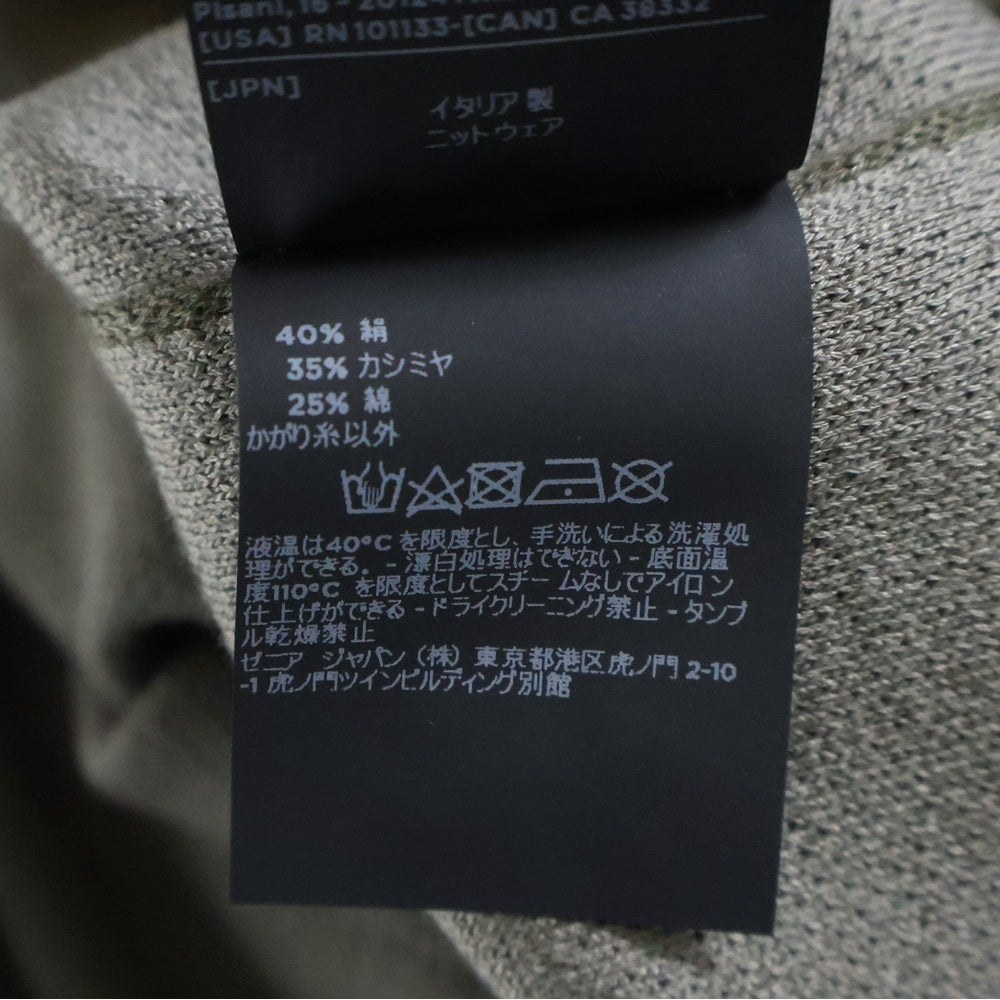 Pisani, 16 - 20124
[USA] RN 101133-[CAN] CA 38332
[JPN]
イタリア製
ニットウェア
40% 絹
35% カシミヤ
25% 綿
かがり糸以外
液温は40°C を限度とし、手洗いによる洗濯処
理ができる。- 漂白処理はできない - 底面温
度110°C を限度としてスチームなしでアイロン
仕上げができる - ドライクリーニング禁止 - タンブ
ル乾燥禁止
ゼニア ジャパン (株) 東京都港区虎ノ門 2-10
-1 虎ノ門ツインビルディング別館